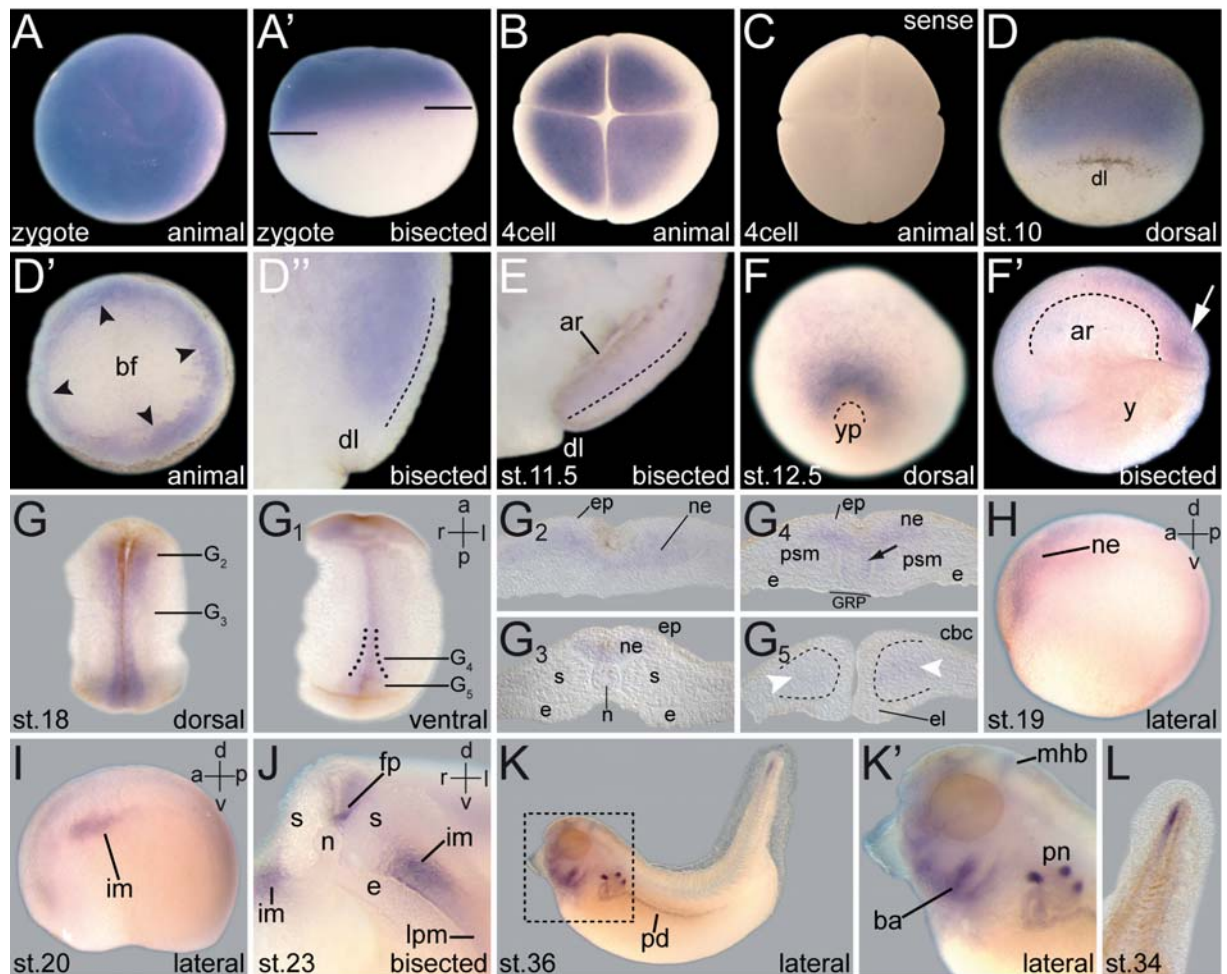 A
zygote animal
A'
zygote bisected
B
4cell animal
C
sense
4cell animal
D
dl
st.10 dorsal
D'
bf
animal
D''
dl
bisected
E
ar
dl
st.11.5 bisected
F
yp
st.12.5 dorsal
F'
ar
y
bisected
G
G2
G3
st.18 dorsal
G1
a
r l
p
G4
G5
ventral
G2
ep
ne
G4
ep
ne
psm
psm
e
e
GRP
G3
ep
ne
s
s
e
n
e
G5
cbc
el
H
d
a p
v
ne
st.19 lateral
I
d
a p
v
im
st.20 lateral
J
fp
d
r l
v
s
s
n
im
e
im
lpm
st.23 bisected
K
pd
st.36 lateral
K'
mhb
pn
ba
lateral
L
st.34